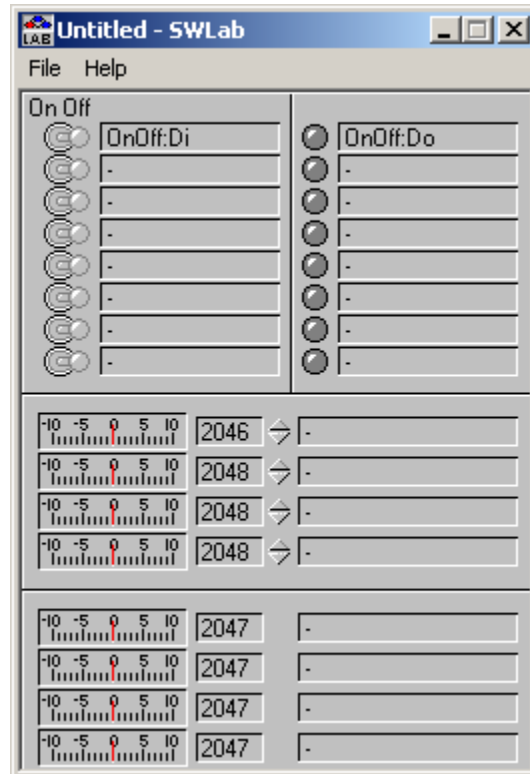 LAB Untitled - SWLab
File Help
On Off
OnOff:Di OnOff:Do
- -
- -
- -
- -
- -
- -
- -
-10 -5 0 5 10 2046 -
-10 -5 0 5 10 2048 -
-10 -5 0 5 10 2048 -
-10 -5 0 5 10 2048 -
-10 -5 0 5 10 2047 -
-10 -5 0 5 10 2047 -
-10 -5 0 5 10 2047 -
-10 -5 0 5 10 2047 -